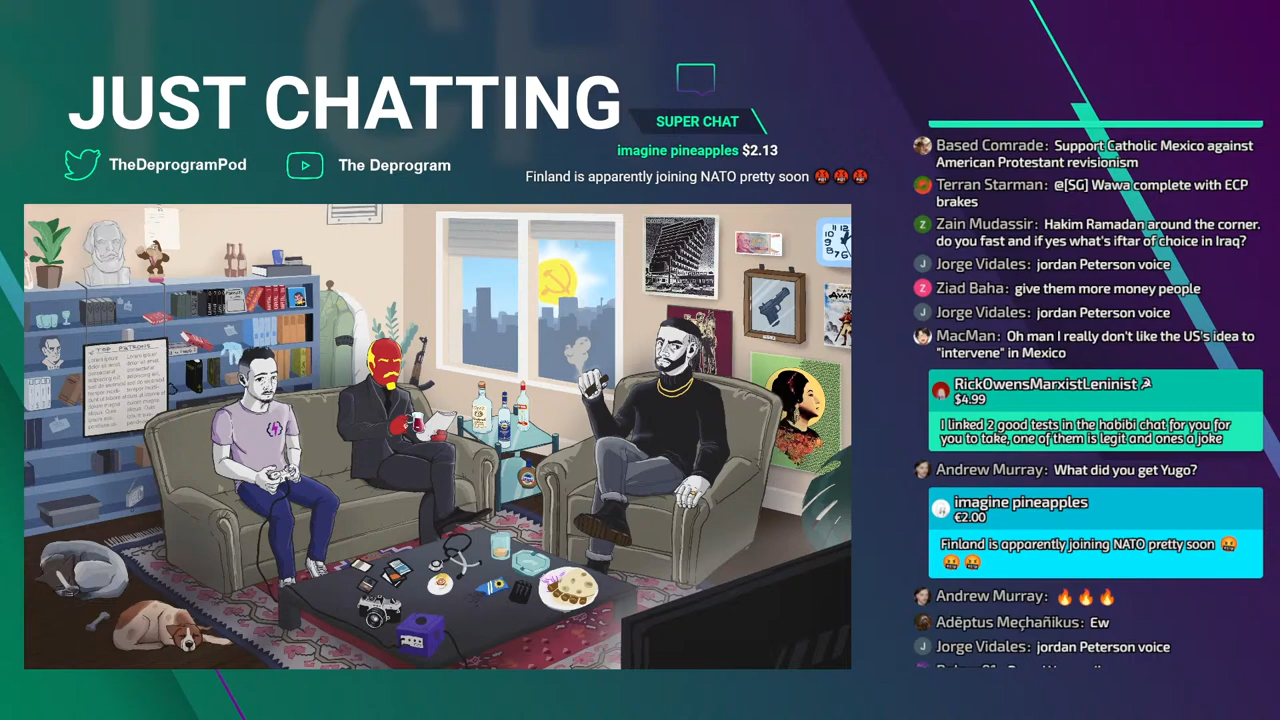 JUST CHATTING
TheDeprogramPod
The Deprogram
SUPER CHAT
imagine pineapples $2.13
Finland is apparently joining NATO pretty soon 🤬 🤬 🤬
TOP PATRONS
Based Comrade: Support Catholic Mexico against
American Protestant revisionism
Terran Starman: @[SG] Wawa complete with ECP
brakes
Z Zain Mudassir: Hakim Ramadan around the corner.
do you fast and if yes what's iftar of choice in Iraq?
J Jorge Vidales: jordan Peterson voice
Z Ziad Baha: give them more money people
J Jorge Vidales: jordan Peterson voice
MacMan: Oh man I really don't like the US's idea to
"intervene" in Mexico
RickOwensMarxistLeninist ☭
$4.99
I linked 2 good tests in the habibi chat for you for
you to take, one of them is legit and ones a joke
Andrew Murray: What did you get Yugo?
imagine pineapples
€2.00
Finland is apparently joining NATO pretty soon 🤬
🤬 🤬
Andrew Murray: 🔥 🔥 🔥
Adëptus Meçhañikus: Ew
J Jorge Vidales: jordan Peterson voice